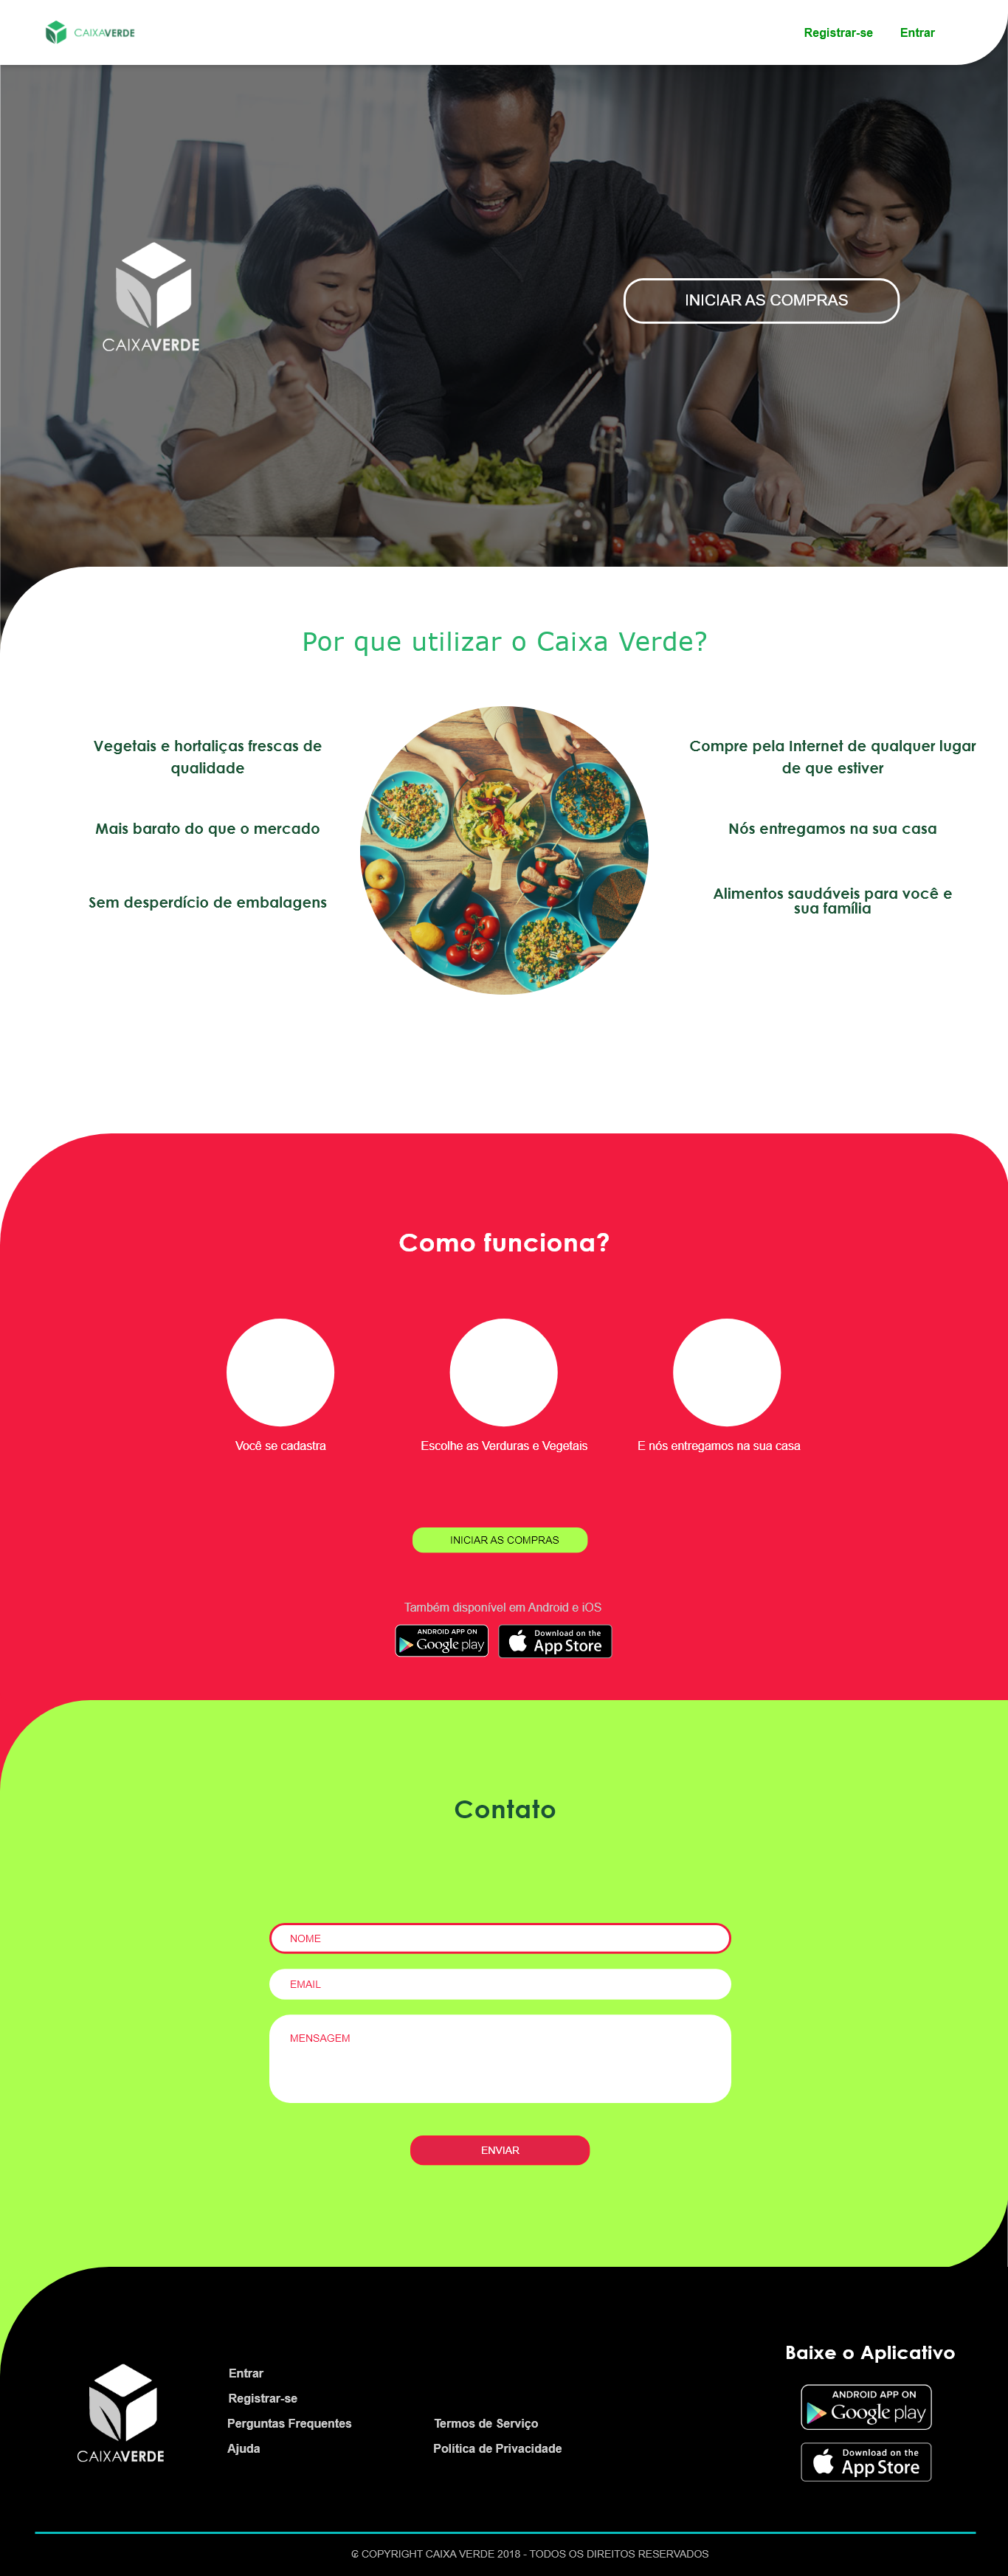 CAIXAVERDE
Registrar-se
Entrar
CAIXAVERDE
INICIAR AS COMPRAS
Por que utilizar o Caixa Verde?
Vegetais e hortaliças frescas de
qualidade
Mais barato do que o mercado
Sem desperdício de embalagens
Compre pela Internet de qualquer lugar
de que estiver
Nós entregamos na sua casa
Alimentos saudáveis para você e
sua família
Como funciona?
Você se cadastra
Escolhe as Verduras e Vegetais
E nós entregamos na sua casa
INICIAR AS COMPRAS
Também disponível em Android e iOS
ANDROID APP ON
Google play
Download on the
App Store
Contato
NOME
EMAIL
MENSAGEM
ENVIAR
CAIXAVERDE
Entrar
Registrar-se
Perguntas Frequentes
Ajuda
Termos de Serviço
Politica de Privacidade
Baixe o Aplicativo
ANDROID APP ON
Google play
Download on the
App Store
₢ COPYRIGHT CAIXA VERDE 2018 - TODOS OS DIREITOS RESERVADOS